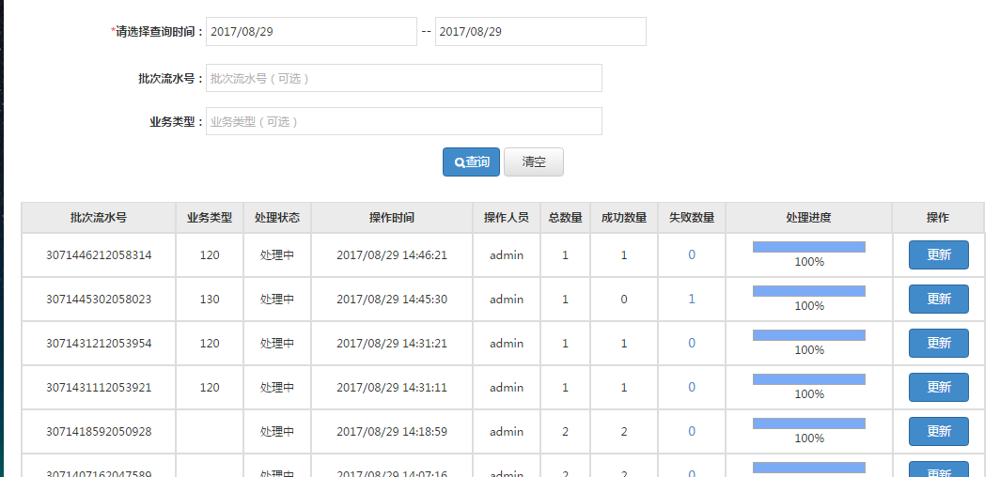 *请选择查询时间： 2017/08/29 -- 2017/08/29
批次流水号： 批次流水号（可选）
业务类型： 业务类型（可选）
查询 清空
批次流水号 业务类型 处理状态 操作时间 操作人员 总数量 成功数量 失败数量 处理进度 操作
3071446212058314 120 处理中 2017/08/29 14:46:21 admin 1 1 0 100% 更新
3071445302058023 130 处理中 2017/08/29 14:45:30 admin 1 0 1 100% 更新
3071431212053954 120 处理中 2017/08/29 14:31:21 admin 1 1 0 100% 更新
3071431112053921 120 处理中 2017/08/29 14:31:11 admin 1 1 0 100% 更新
3071418592050928 处理中 2017/08/29 14:18:59 admin 2 2 0 100% 更新
3071407162047589 处理中 2017/08/29 14:07:16 admin 2 2 0 更新